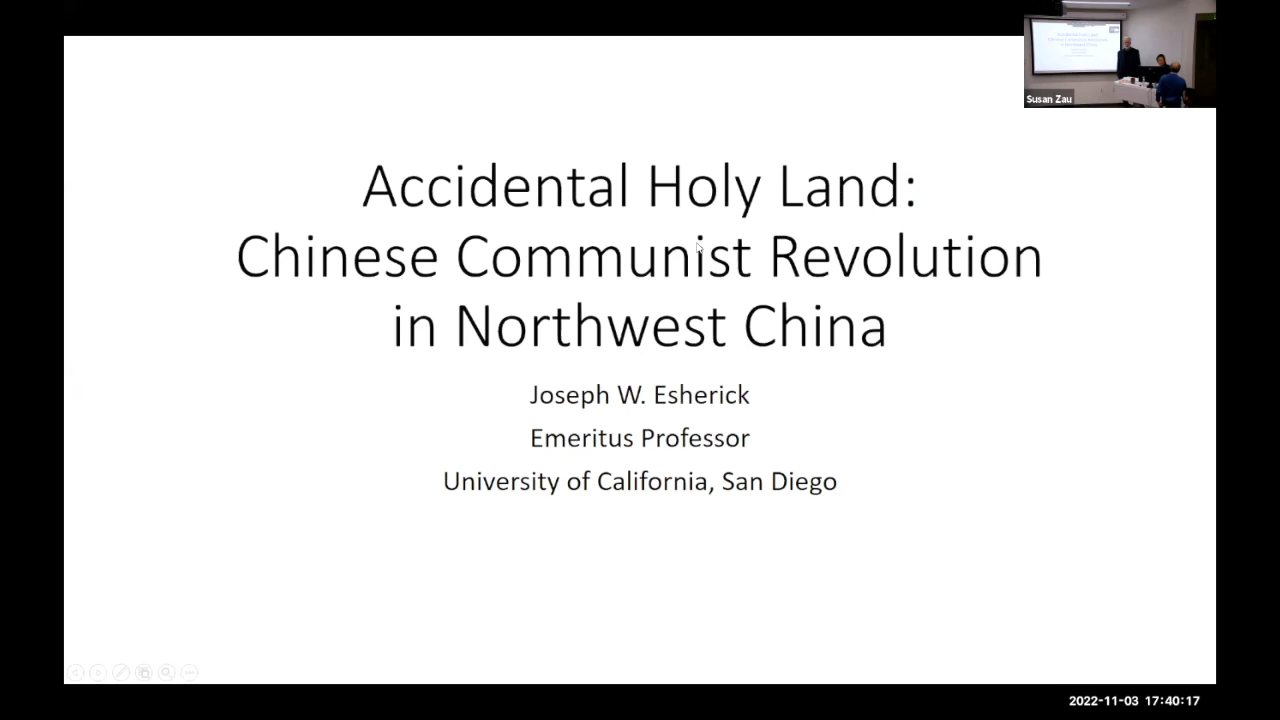 Susan Zau
Accidental Holy Land:
Chinese Communist Revolution
in Northwest China
Joseph W. Esherick
Emeritus Professor
University of California, San Diego
2022-11-03 17:40:17